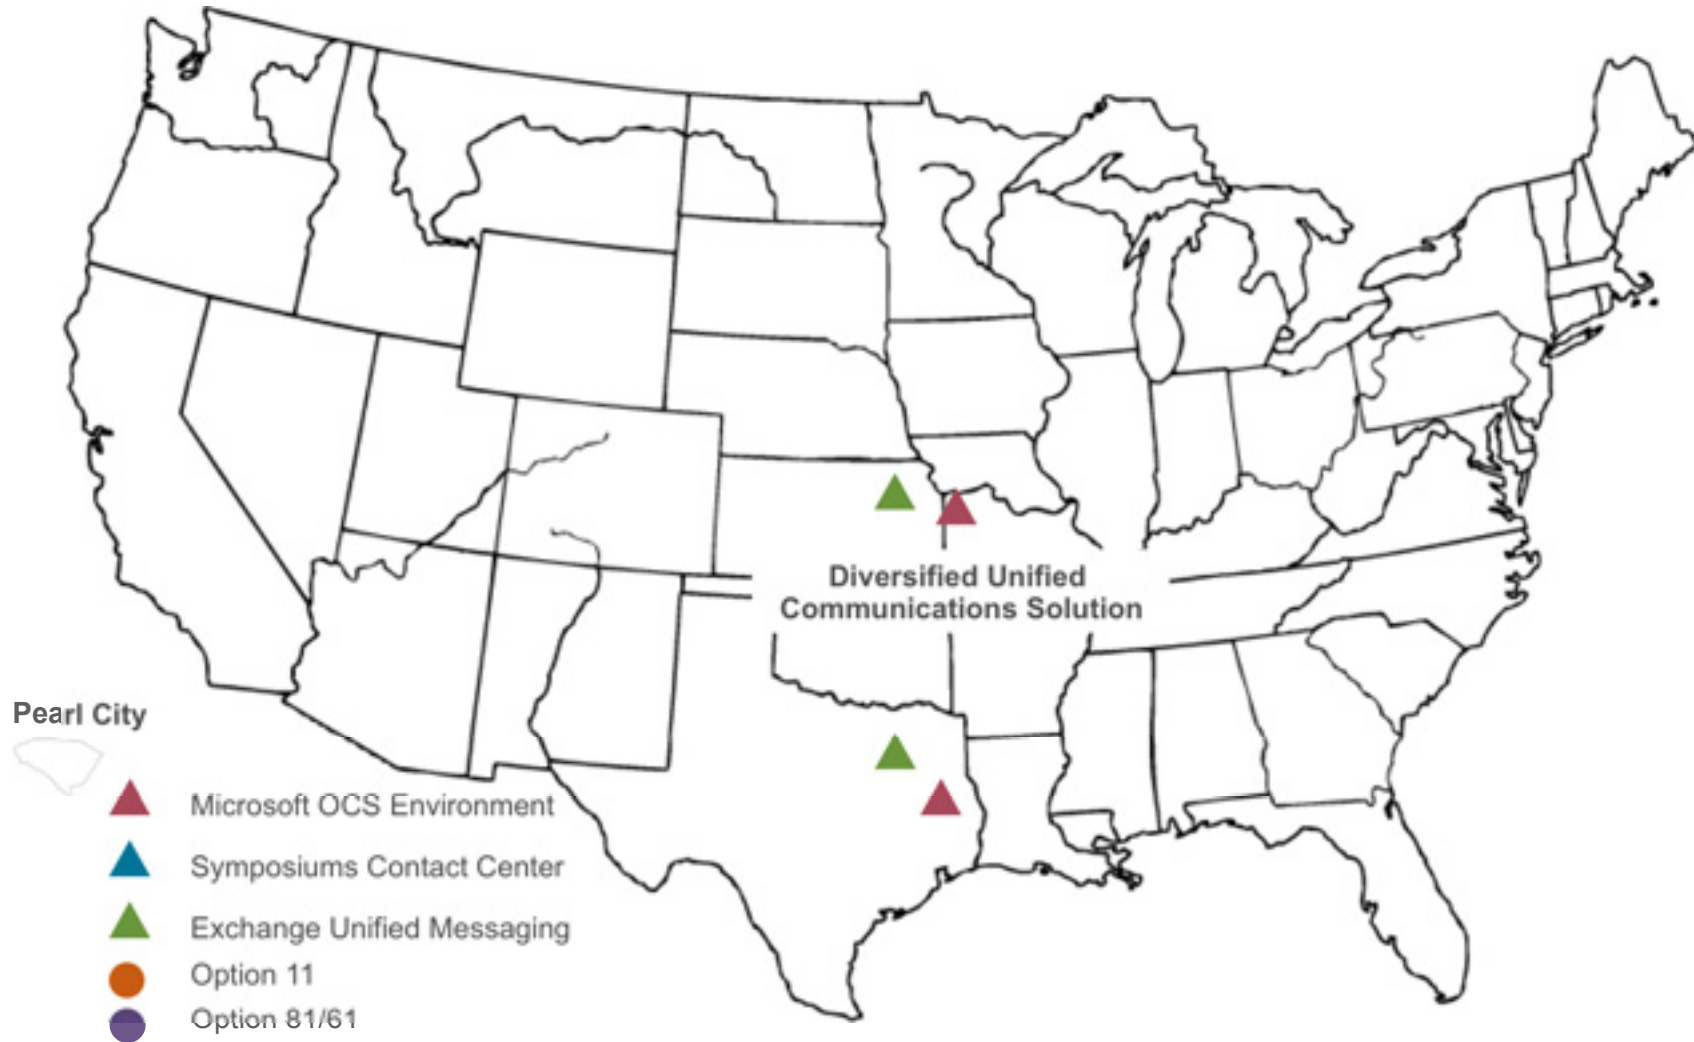 Diversified Unified
Communications Solution
Pearl City
Microsoft OCS Environment
Symposiums Contact Center
Exchange Unified Messaging
Option 11
Option 81/61